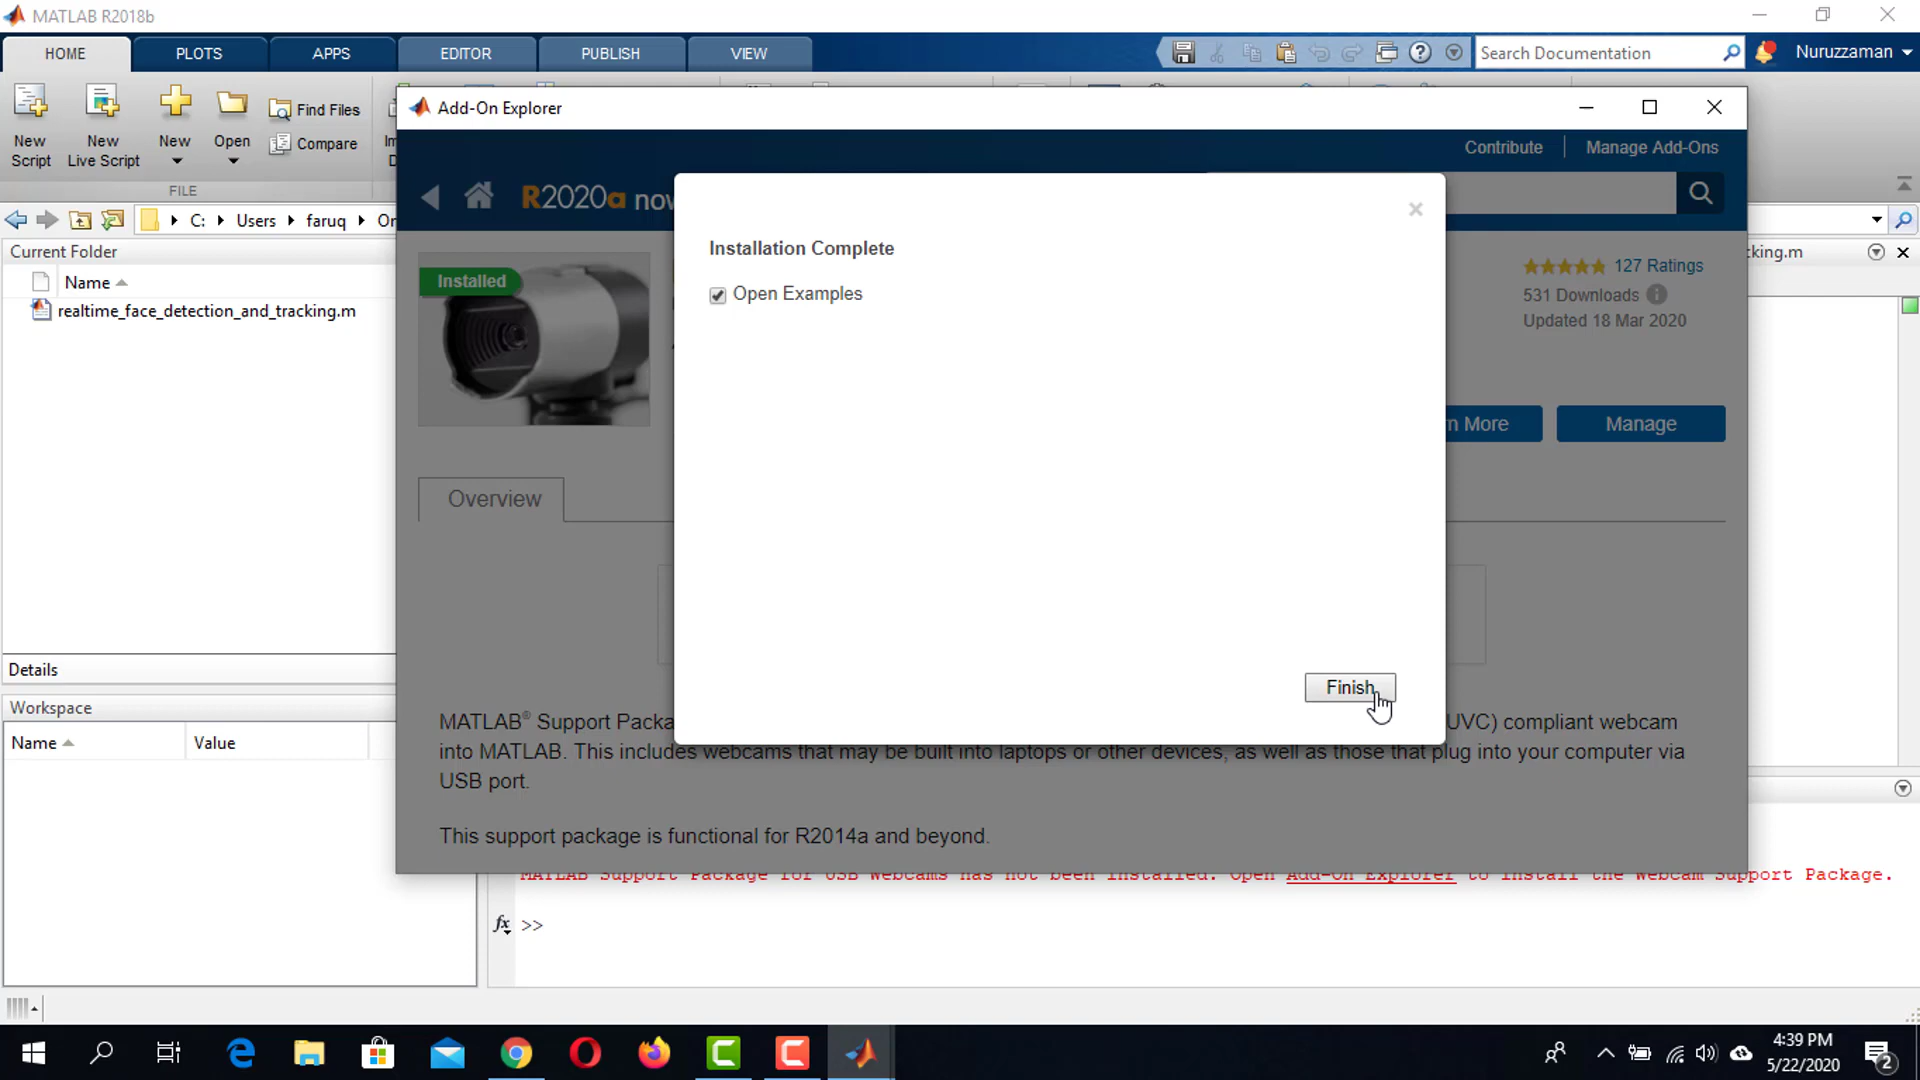 MATLAB R2018b
HOME
PLOTS
APPS
EDITOR
PUBLISH
VIEW
Search Documentation
Nuruzzaman
New Script
New Live Script
New
Open
Find Files
Compare
FILE
C:
Users
faruq
Current Folder
Name
realtime_face_detection_and_tracking.m
Details
Workspace
Name
Value
Add-On Explorer
Contribute
Manage Add-Ons
R2020a
Installed
Installation Complete
Open Examples
Finish
127 Ratings
531 Downloads
Updated 18 Mar 2020
More
Manage
Overview
MATLAB® Support UVC) compliant webcam
into MATLAB. This includes webcams that may be built into laptops or other devices, as well as those that plug into your computer via
USB port.
This support package is functional for R2014a and beyond.
king.m
MATLAB Support Package for USB Webcams has not been installed. Open Add-On Explorer to install the Webcam Support Package.
fx >>
4:39 PM
5/22/2020
2